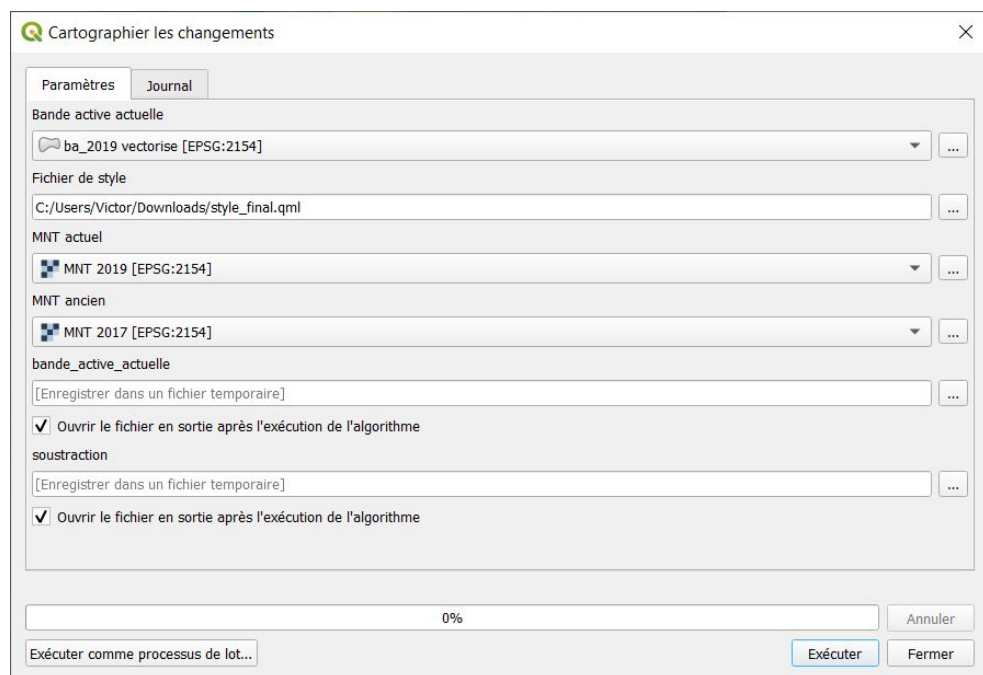 Cartographier les changements
Paramètres Journal
Bande active actuelle
ba_2019 vectorise [EPSG:2154] ...
Fichier de style
C:/Users/Victor/Downloads/style_final.qml ...
MNT actuel
MNT 2019 [EPSG:2154] ...
MNT ancien
MNT 2017 [EPSG:2154] ...
bande_active_actuelle
[Enregistrer dans un fichier temporaire] ...
Ouvrir le fichier en sortie après l'exécution de l'algorithme
soustraction
[Enregistrer dans un fichier temporaire] ...
Ouvrir le fichier en sortie après l'exécution de l'algorithme
0% Annuler
Exécuter comme processus de lot... Exécuter Fermer